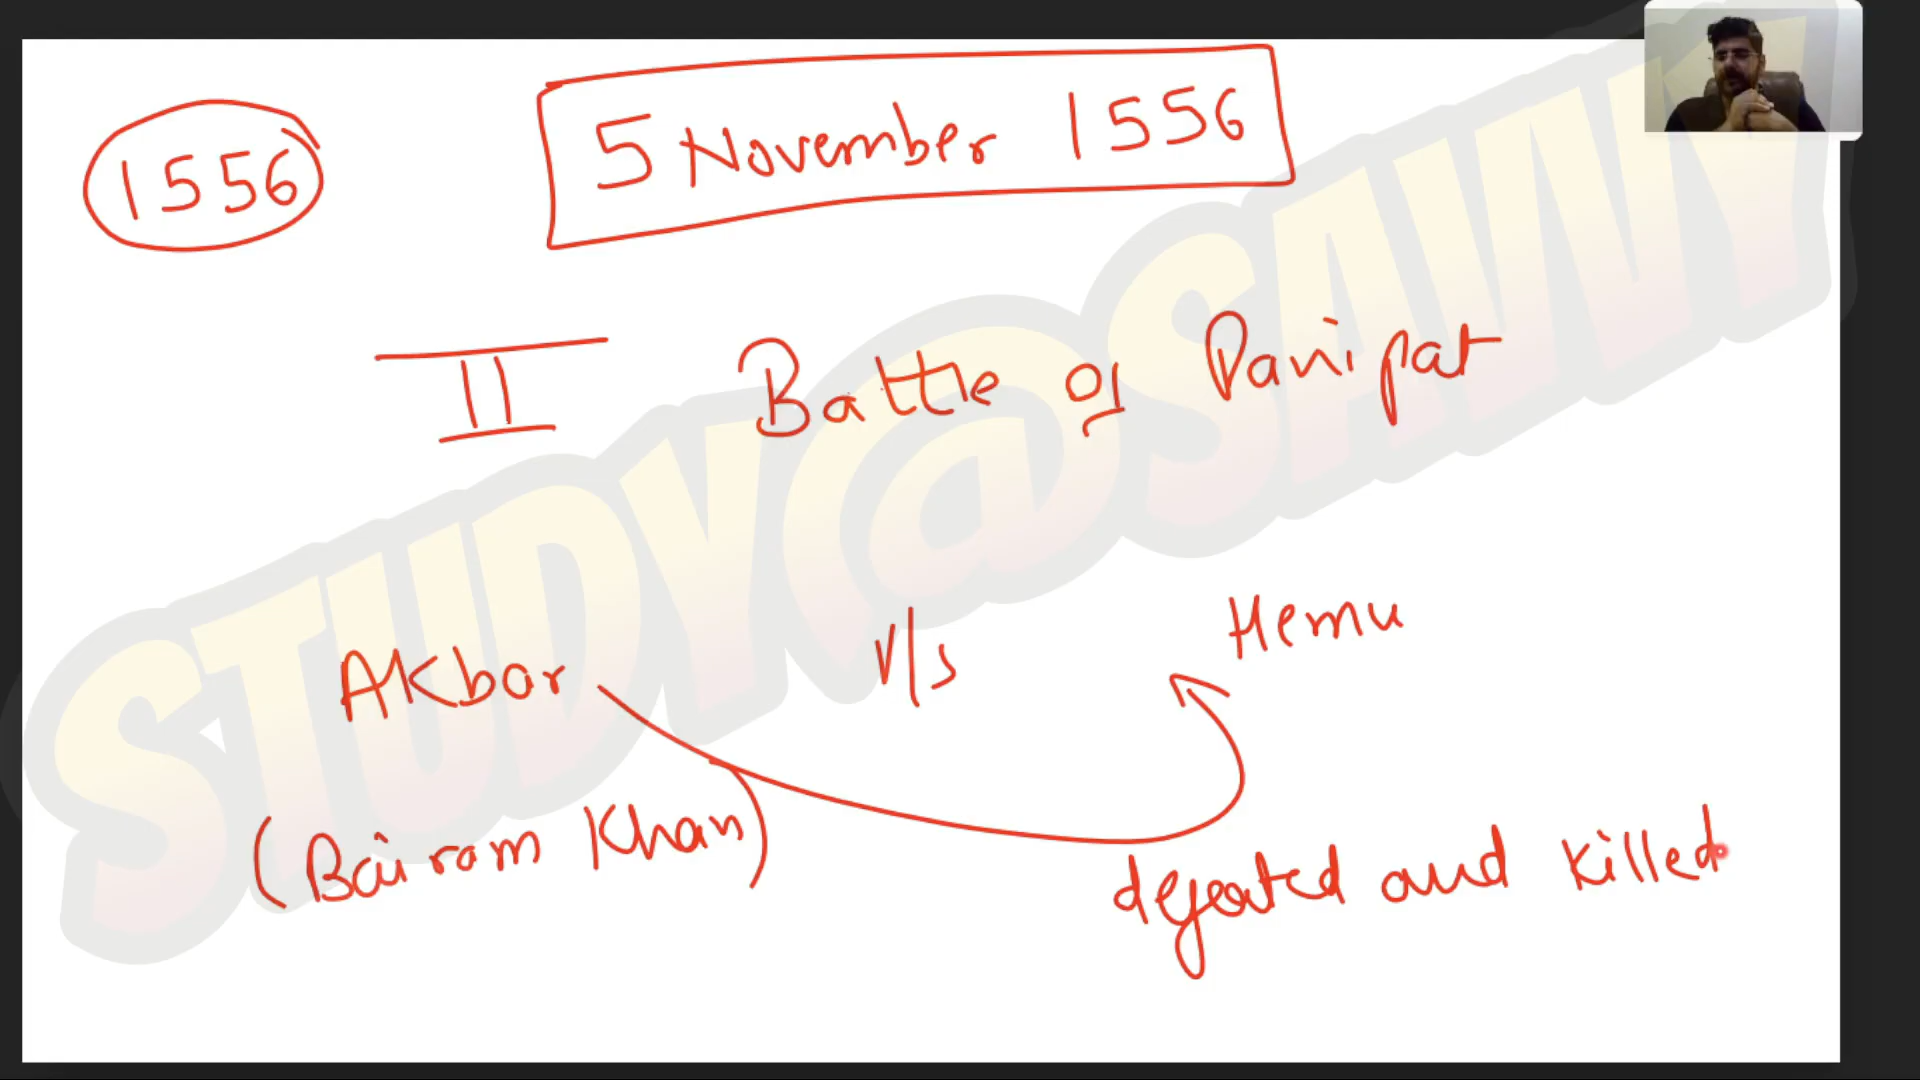 1556
5 November 1556
II Battle of Panipat
Akbar v/s Hemu
(Bairam Khan)
defeated and killed
STUDY@SAVVY